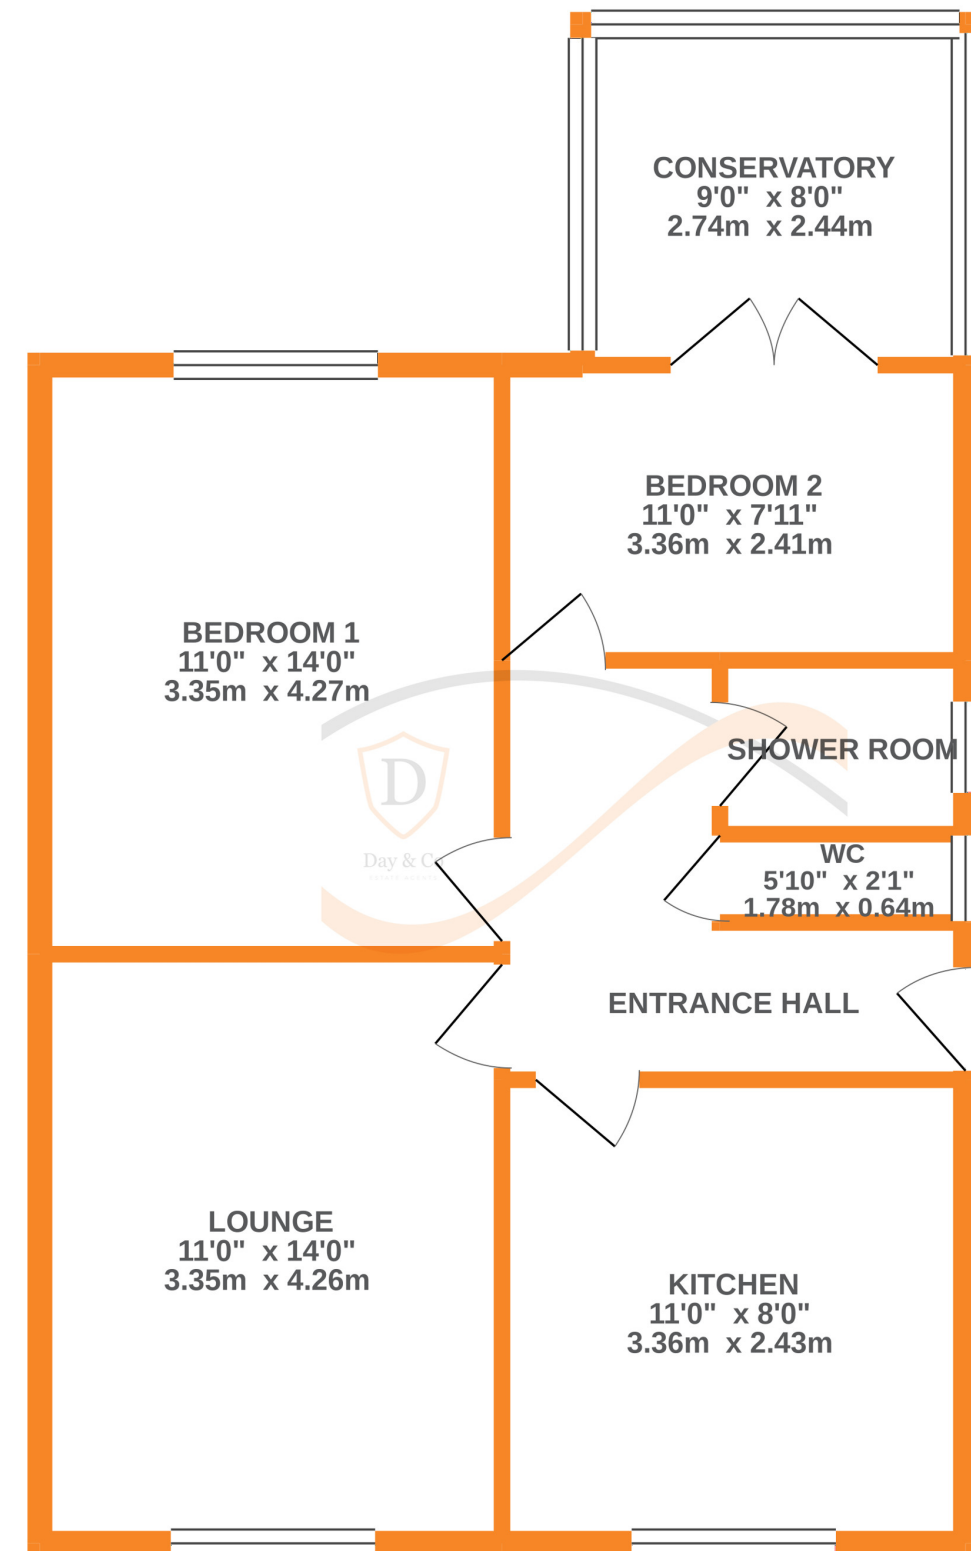 CONSERVATORY
9'0" x 8'0"
2.74m x 2.44m
BEDROOM 2
11'0" x 7'11"
3.36m x 2.41m
BEDROOM 1
11'0" x 14'0"
3.35m x 4.27m
SHOWER ROOM
D
Day & Co
WC
5'10" x 2'1"
1.78m x 0.64m
ENTRANCE HALL
LOUNGE
11'0" x 14'0"
3.35m x 4.26m
KITCHEN
11'0" x 8'0"
3.36m x 2.43m